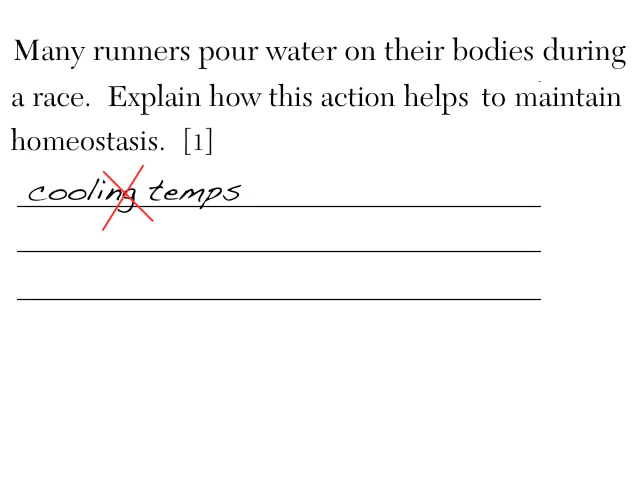 Many runners pour water on their bodies during
a race. Explain how this action helps to maintain
homeostasis. [1]
cooling temps